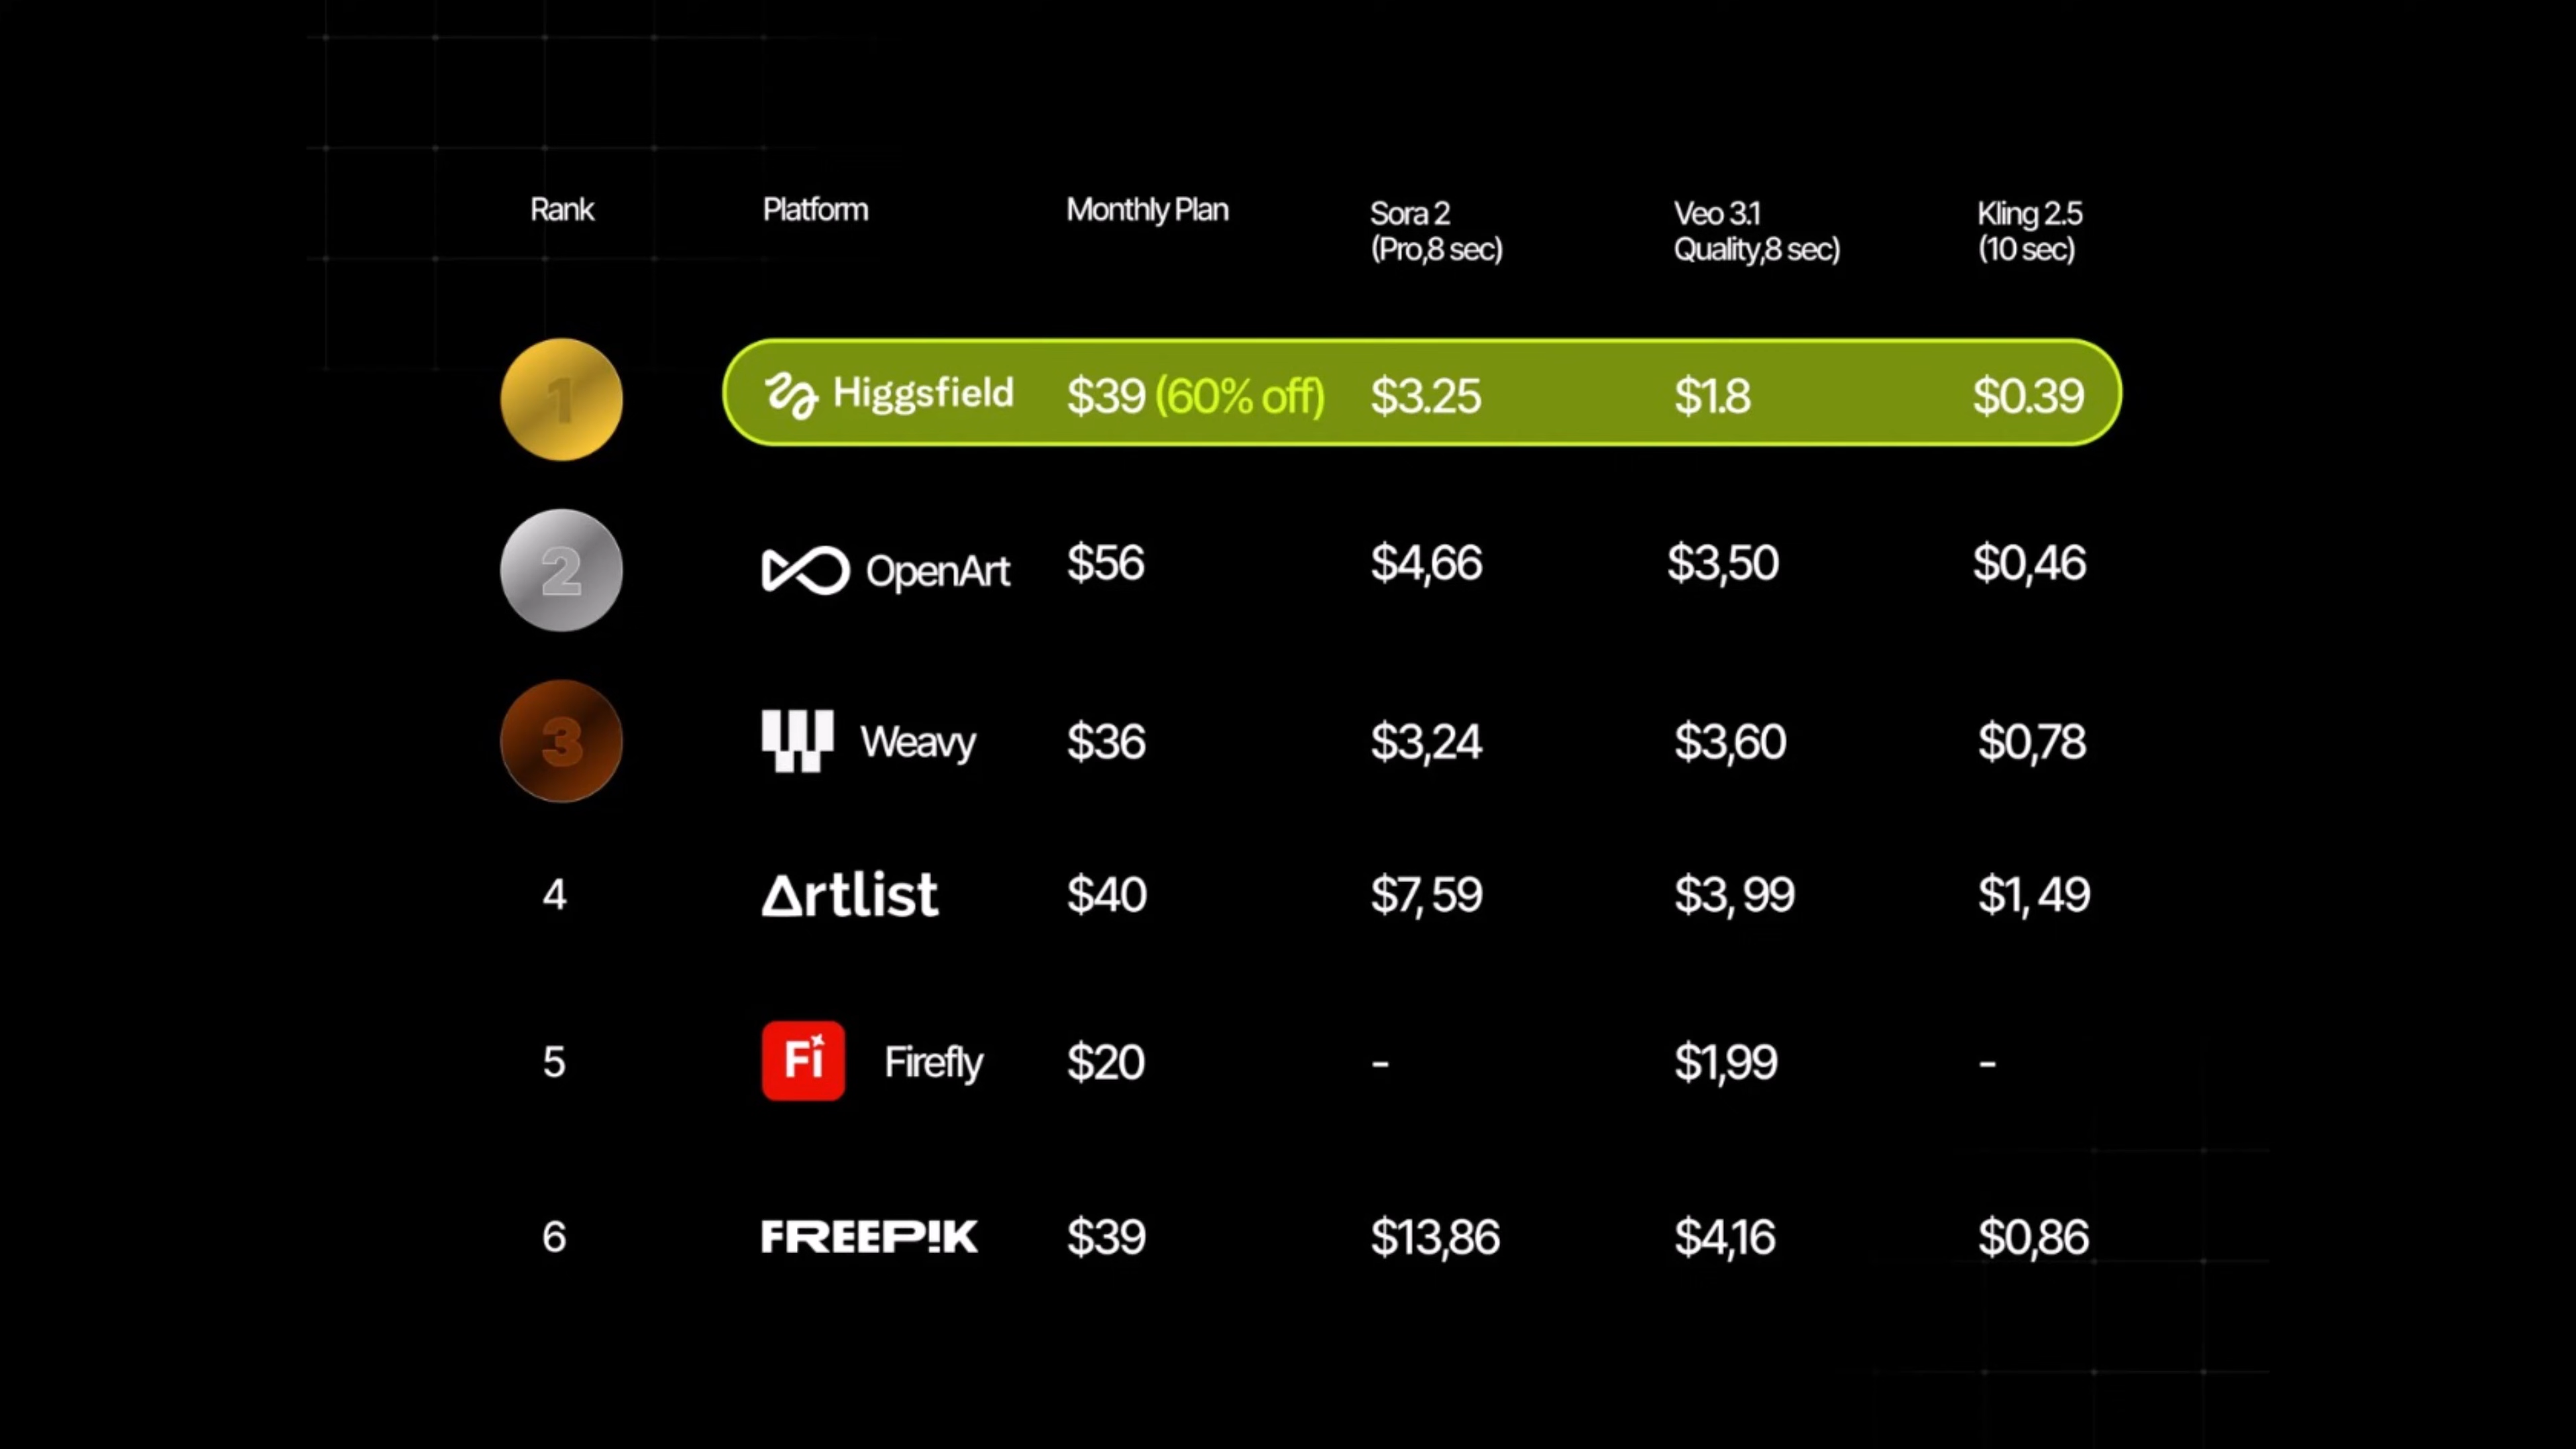 Rank Platform Monthly Plan Sora 2 (Pro,8 sec) Veo 3.1 Quality,8 sec) Kling 2.5 (10 sec)
1 Higgsfield $39 (60% off) $3.25 $1.8 $0.39
2 OpenArt $56 $4,66 $3,50 $0,46
3 Weavy $36 $3,24 $3,60 $0,78
4 Artlist $40 $7, 59 $3, 99 $1, 49
5 Fi Firefly $20 - $1,99 -
6 FREEP!K $39 $13,86 $4,16 $0,86